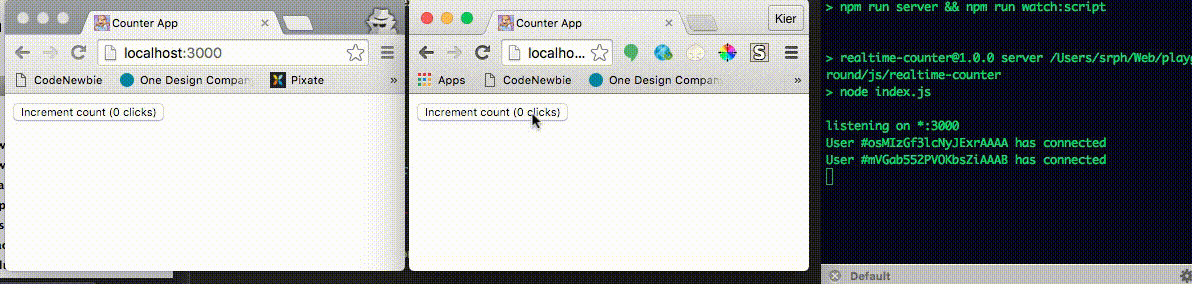 Counter App
localhost:3000
CodeNewbie
One Design Compan
Pixate
»
Increment count (0 clicks)
Counter App
Kier
localho...
Apps
CodeNewbie
One Design Compan
»
Increment count (0 clicks)
> npm run server && npm run watch:script
> realtime-counter@1.0.0 server /Users/srph/Web/playg
round/js/realtime-counter
> node index.js
listening on *:3000
User #osMIzGf3lcNyJExrAAAA has connected
User #mVGab552PVOKbsZiAAAB has connected
Default